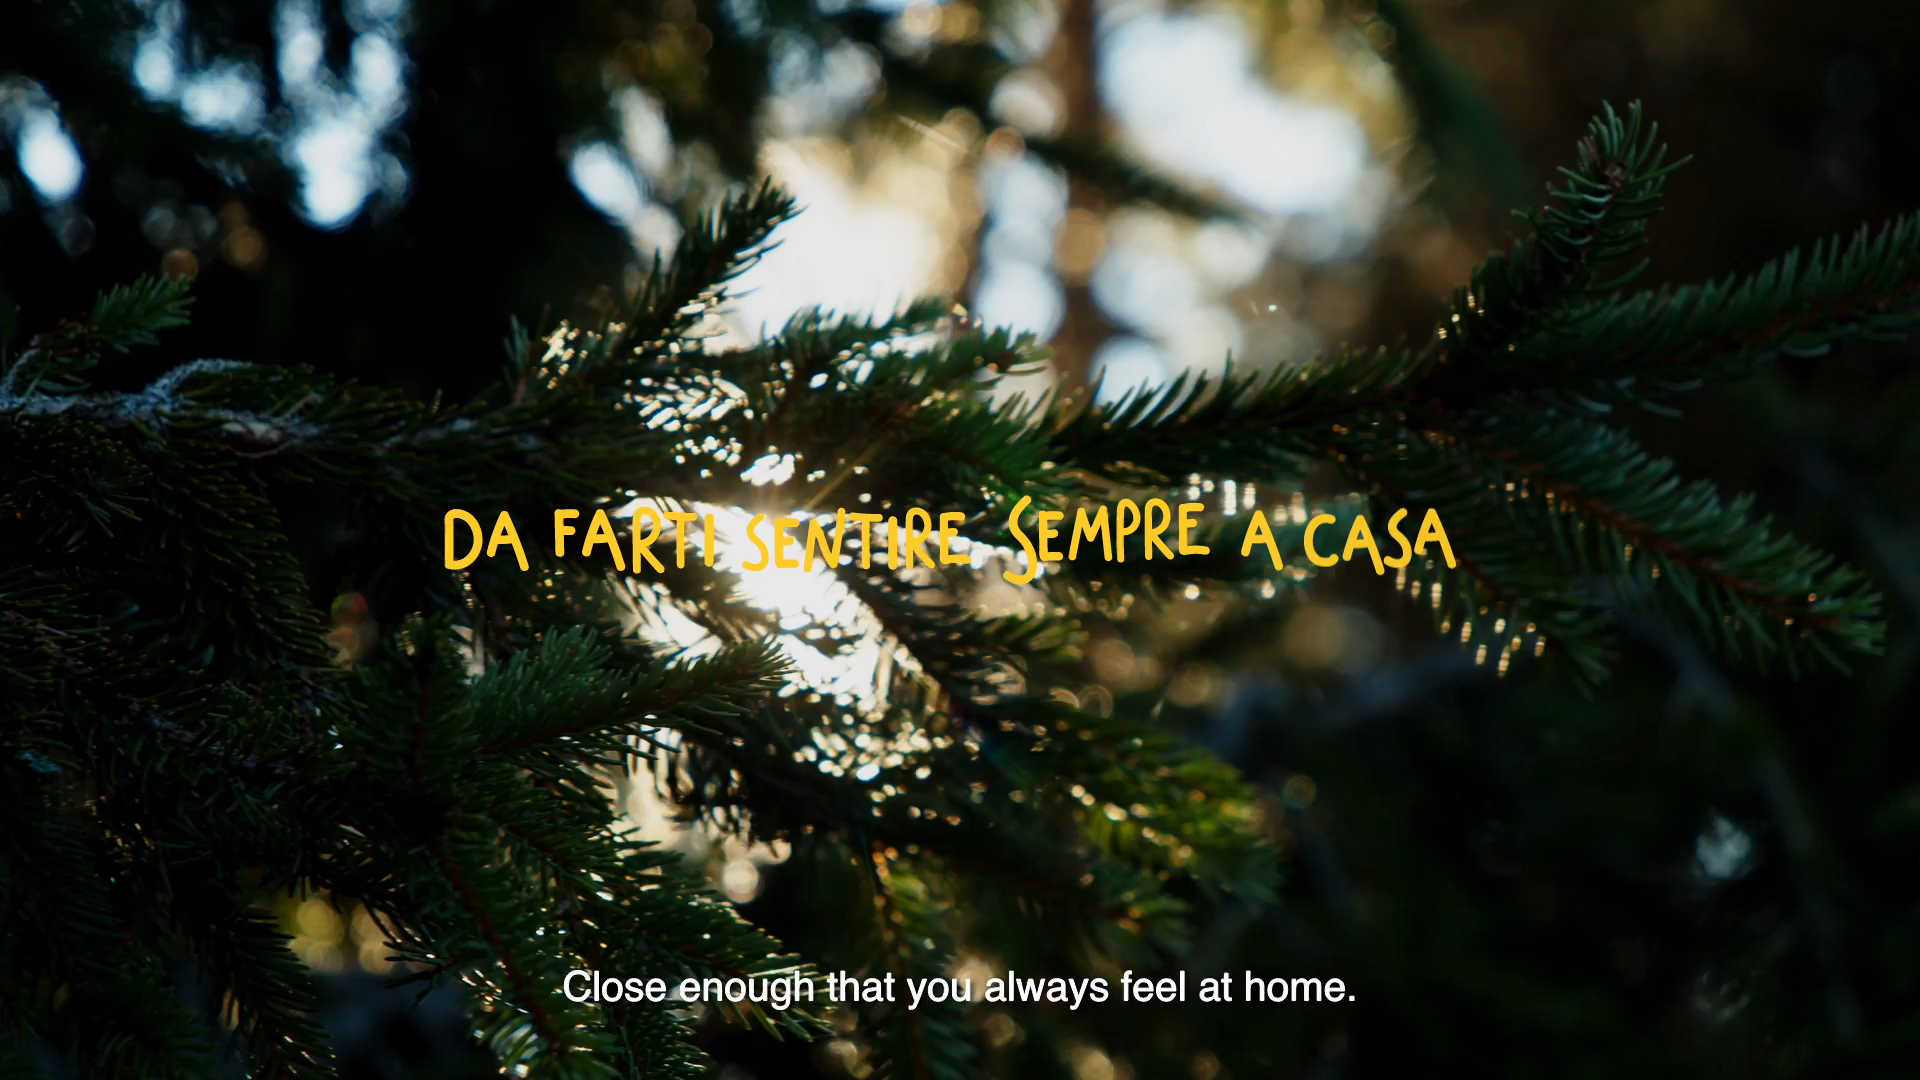 DA FARTI SENTIRE SEMPRE A CASA
Close enough that you always feel at home.